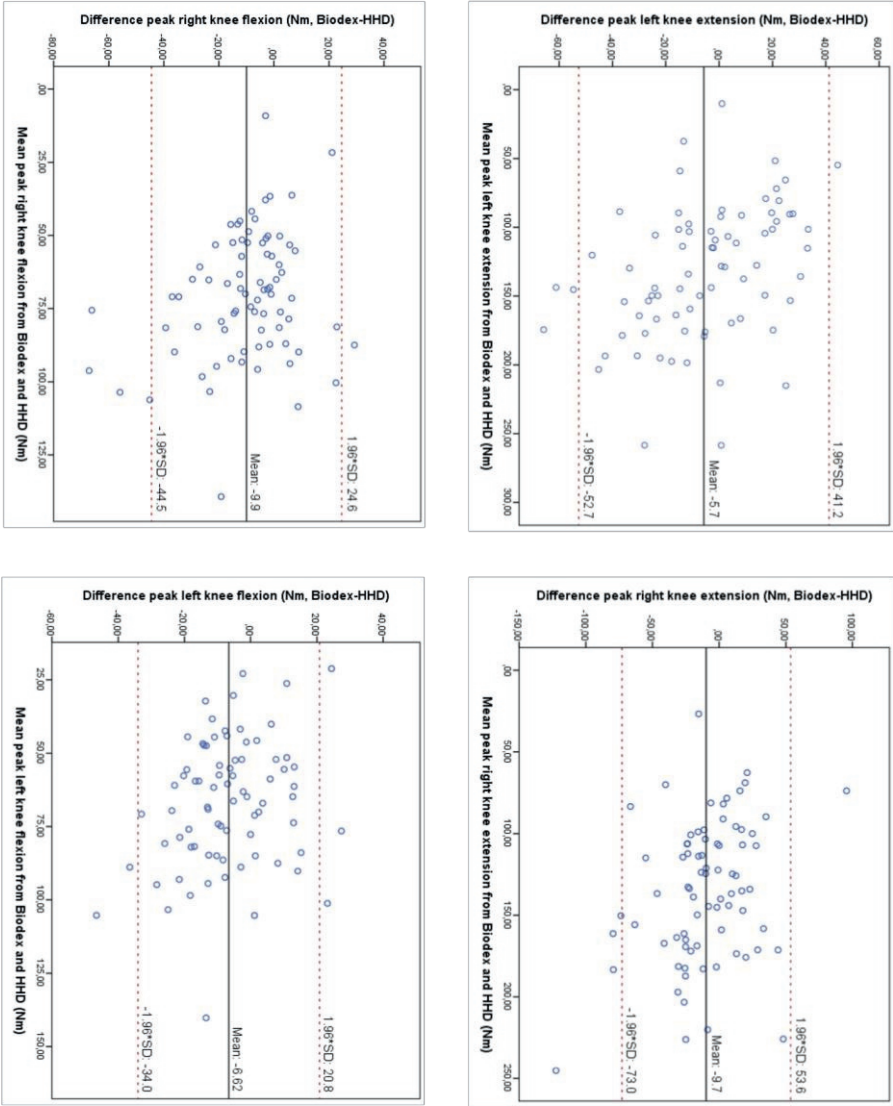 Difference peak right knee flexion (Nm, Biodex-HHD)
-80,00
-60,00
-40,00
-20,00
,00
20,00
40,00
,00
25,00
50,00
75,00
100,00
125,00
Mean peak right knee flexion from Biodex and HHD (Nm)
1.96*SD: 24.6
Mean: -9.9
-1.96*SD: -44.5
Difference peak left knee extension (Nm, Biodex-HHD)
-60,00
-40,00
-20,00
,00
20,00
40,00
60,00
,00
50,00
100,00
150,00
200,00
250,00
300,00
Mean peak left knee extension from Biodex and HHD (Nm)
1.96*SD: 41.2
Mean: -5.7
-1.96*SD: -52.7
Difference peak left knee flexion (Nm, Biodex-HHD)
-60,00
-40,00
-20,00
,00
20,00
40,00
25,00
50,00
75,00
100,00
125,00
150,00
Mean peak left knee flexion from Biodex and HHD (Nm)
1.96*SD: 20.8
Mean: -6.62
-1.96*SD: -34.0
Difference peak right knee extension (Nm, Biodex-HHD)
-150,00
-100,00
-50,00
,00
50,00
100,00
,00
50,00
100,00
150,00
200,00
250,00
Mean peak right knee extension from Biodex and HHD (Nm)
1.96*SD: 53.6
Mean: -9.7
-1.96*SD: -73.0